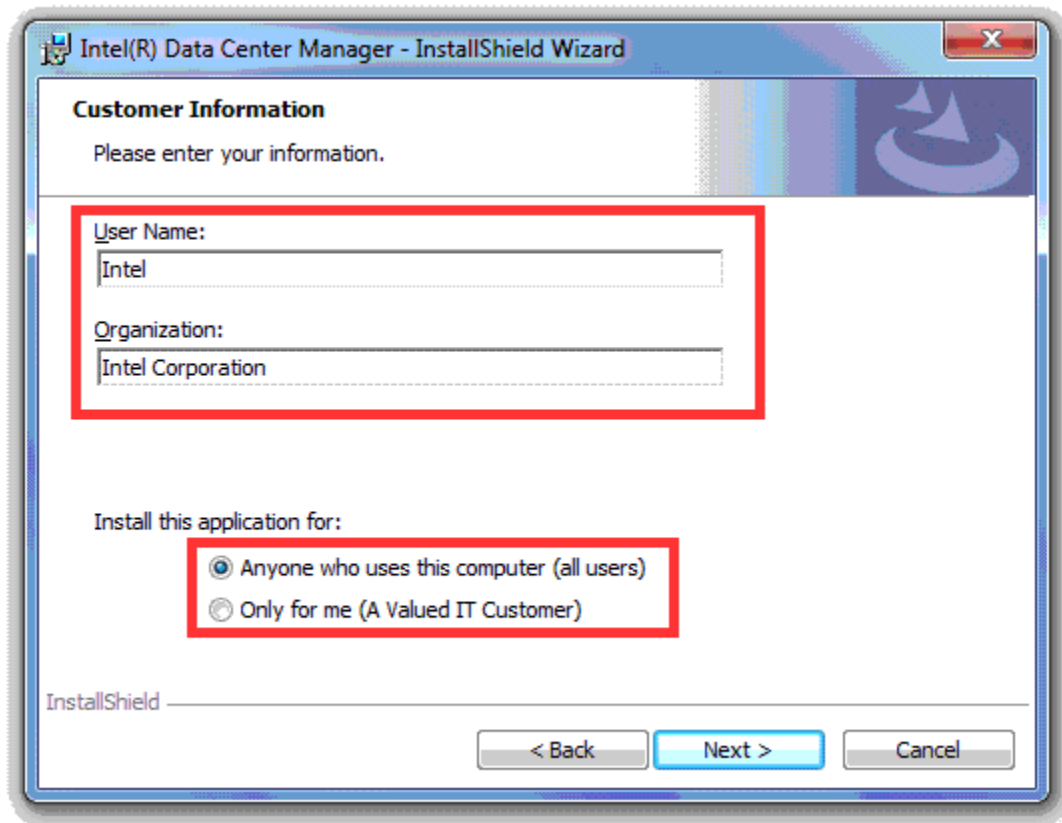 Intel(R) Data Center Manager - InstallShield Wizard
X
Customer Information
Please enter your information.
User Name:
Intel
Organization:
Intel Corporation
Install this application for:
Anyone who uses this computer (all users)
Only for me (A Valued IT Customer)
InstallShield
< Back
Next >
Cancel